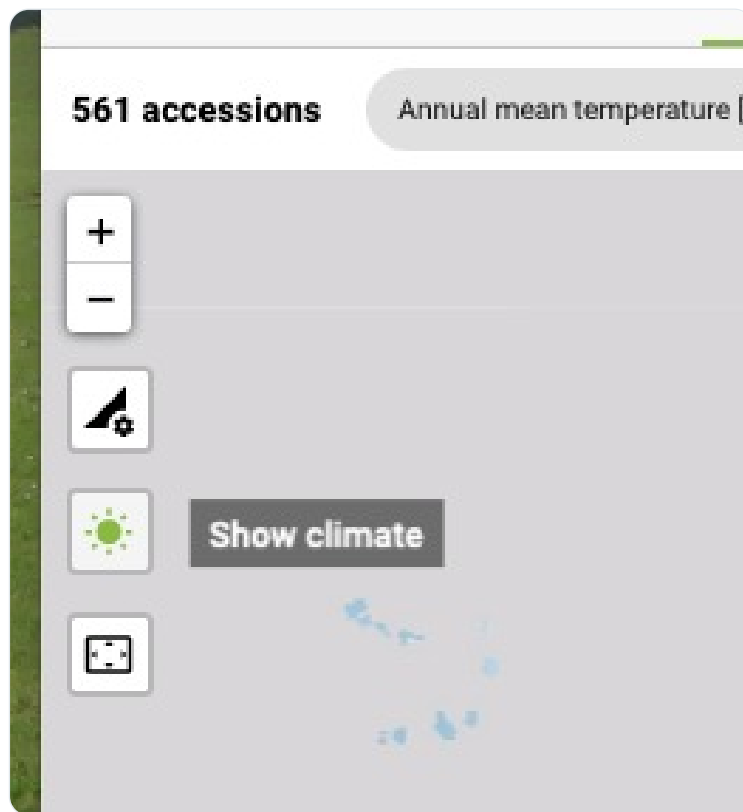 561 accessions
Annual mean temperature [
+
−
Show climate